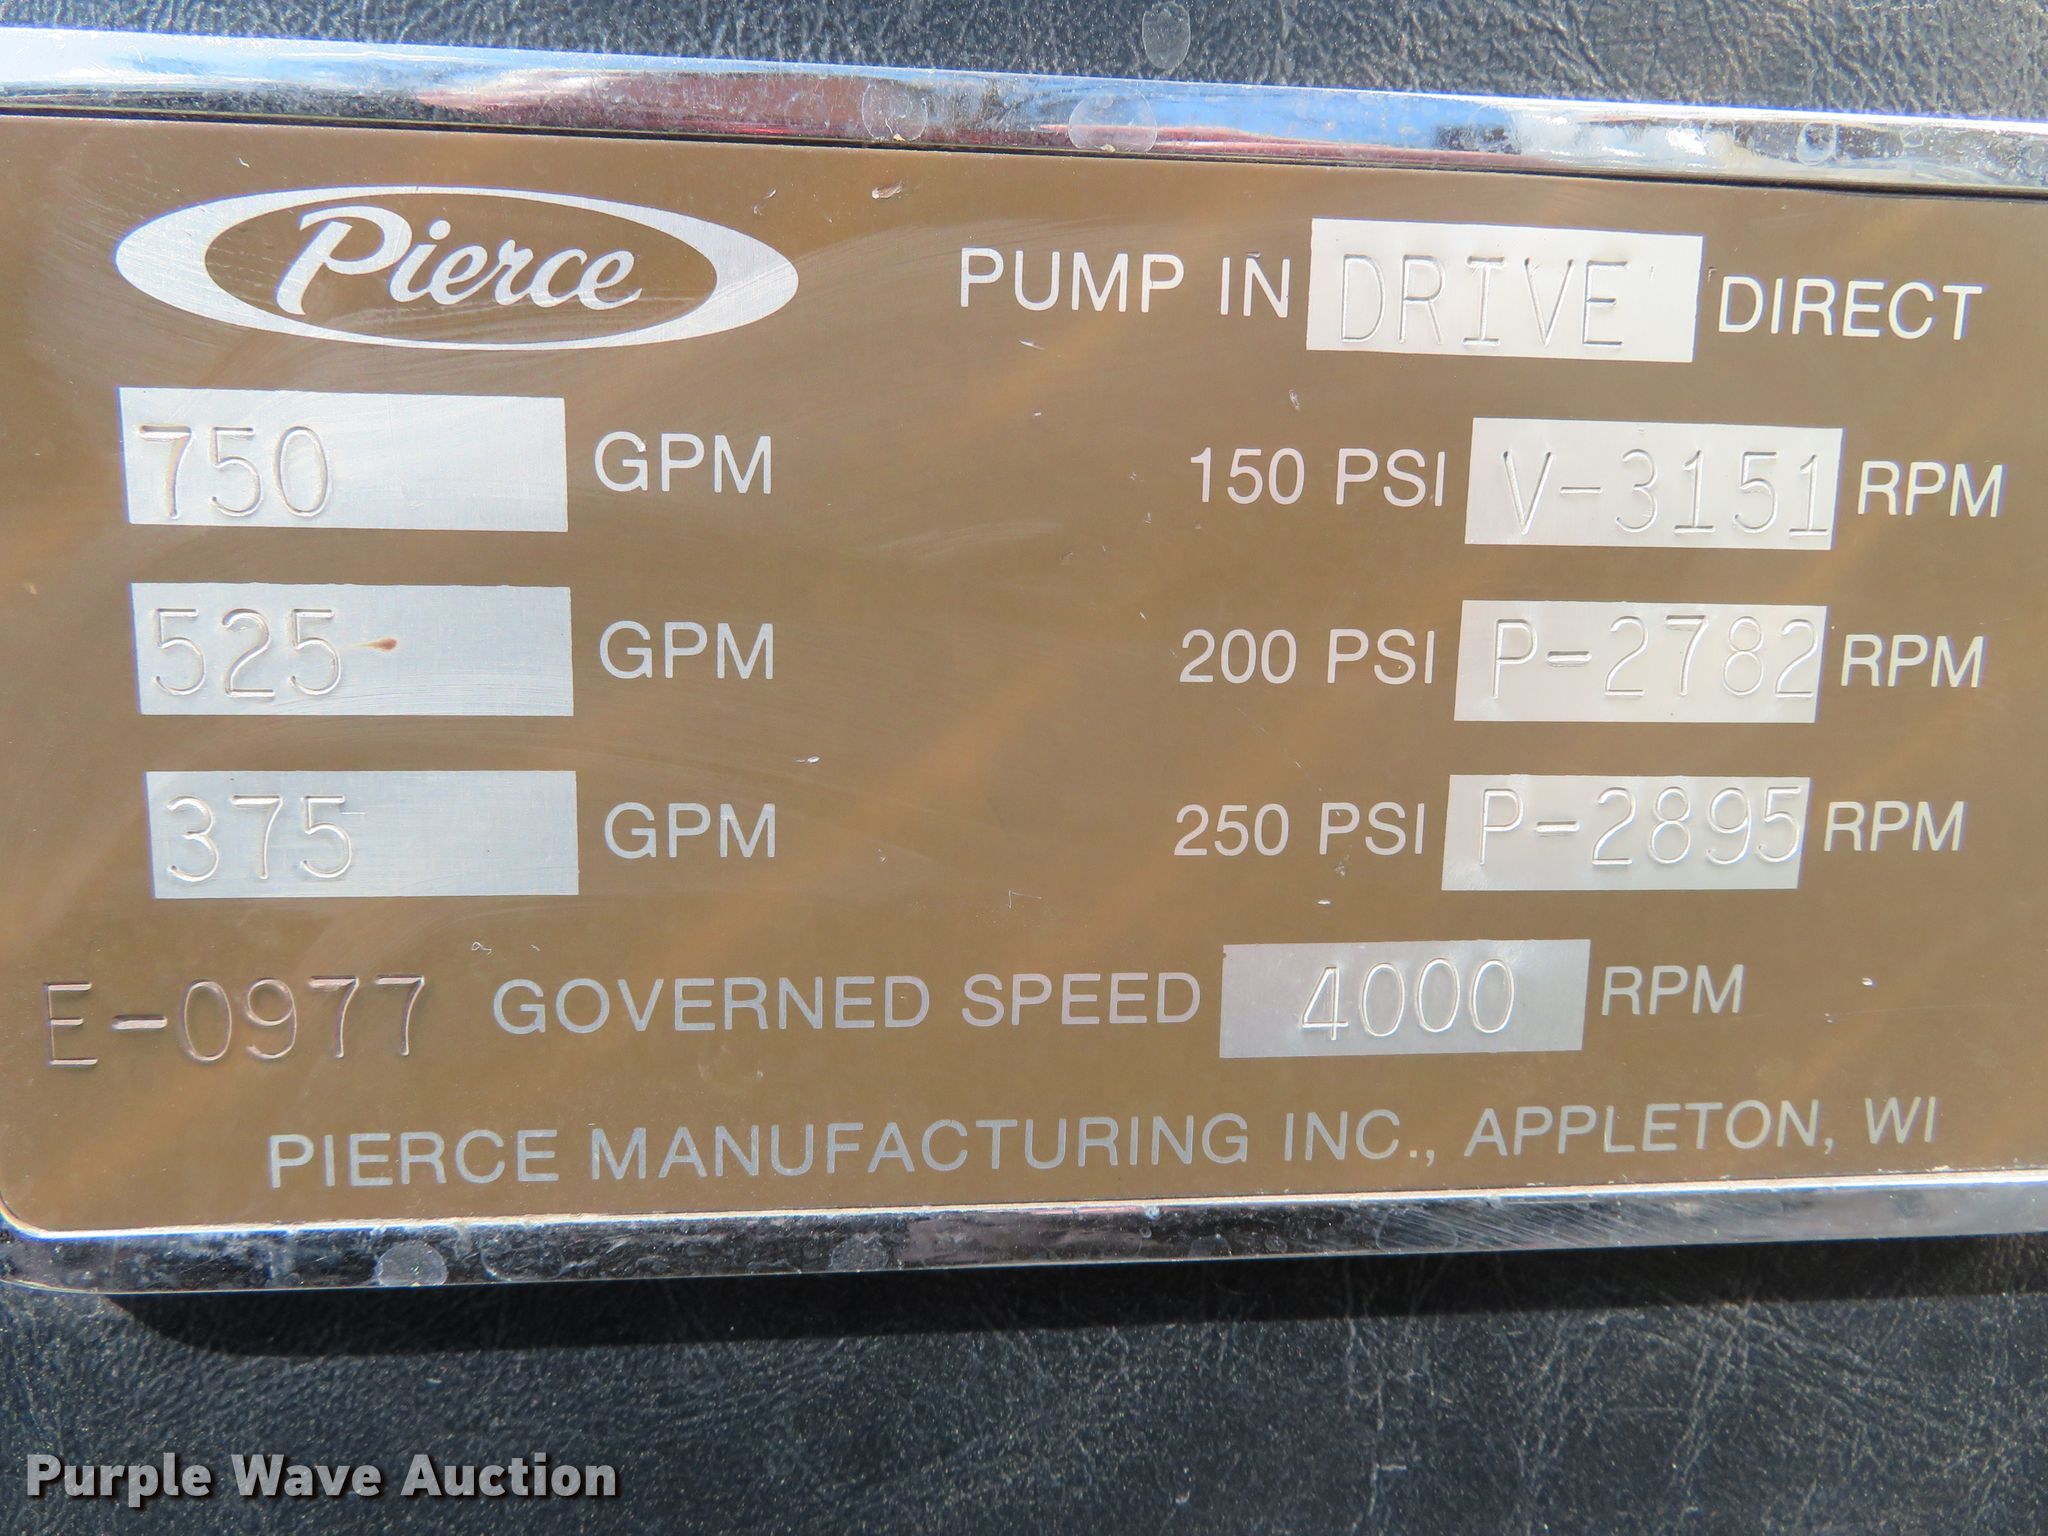 Pierce
PUMP IN DRIVE DIRECT
750 GPM 150 PSI V-3151 RPM
525 GPM 200 PSI P-2782 RPM
375 GPM 250 PSI P-2895 RPM
E-0977 GOVERNED SPEED 4000 RPM
PIERCE MANUFACTURING INC., APPLETON, WI
Purple Wave Auction